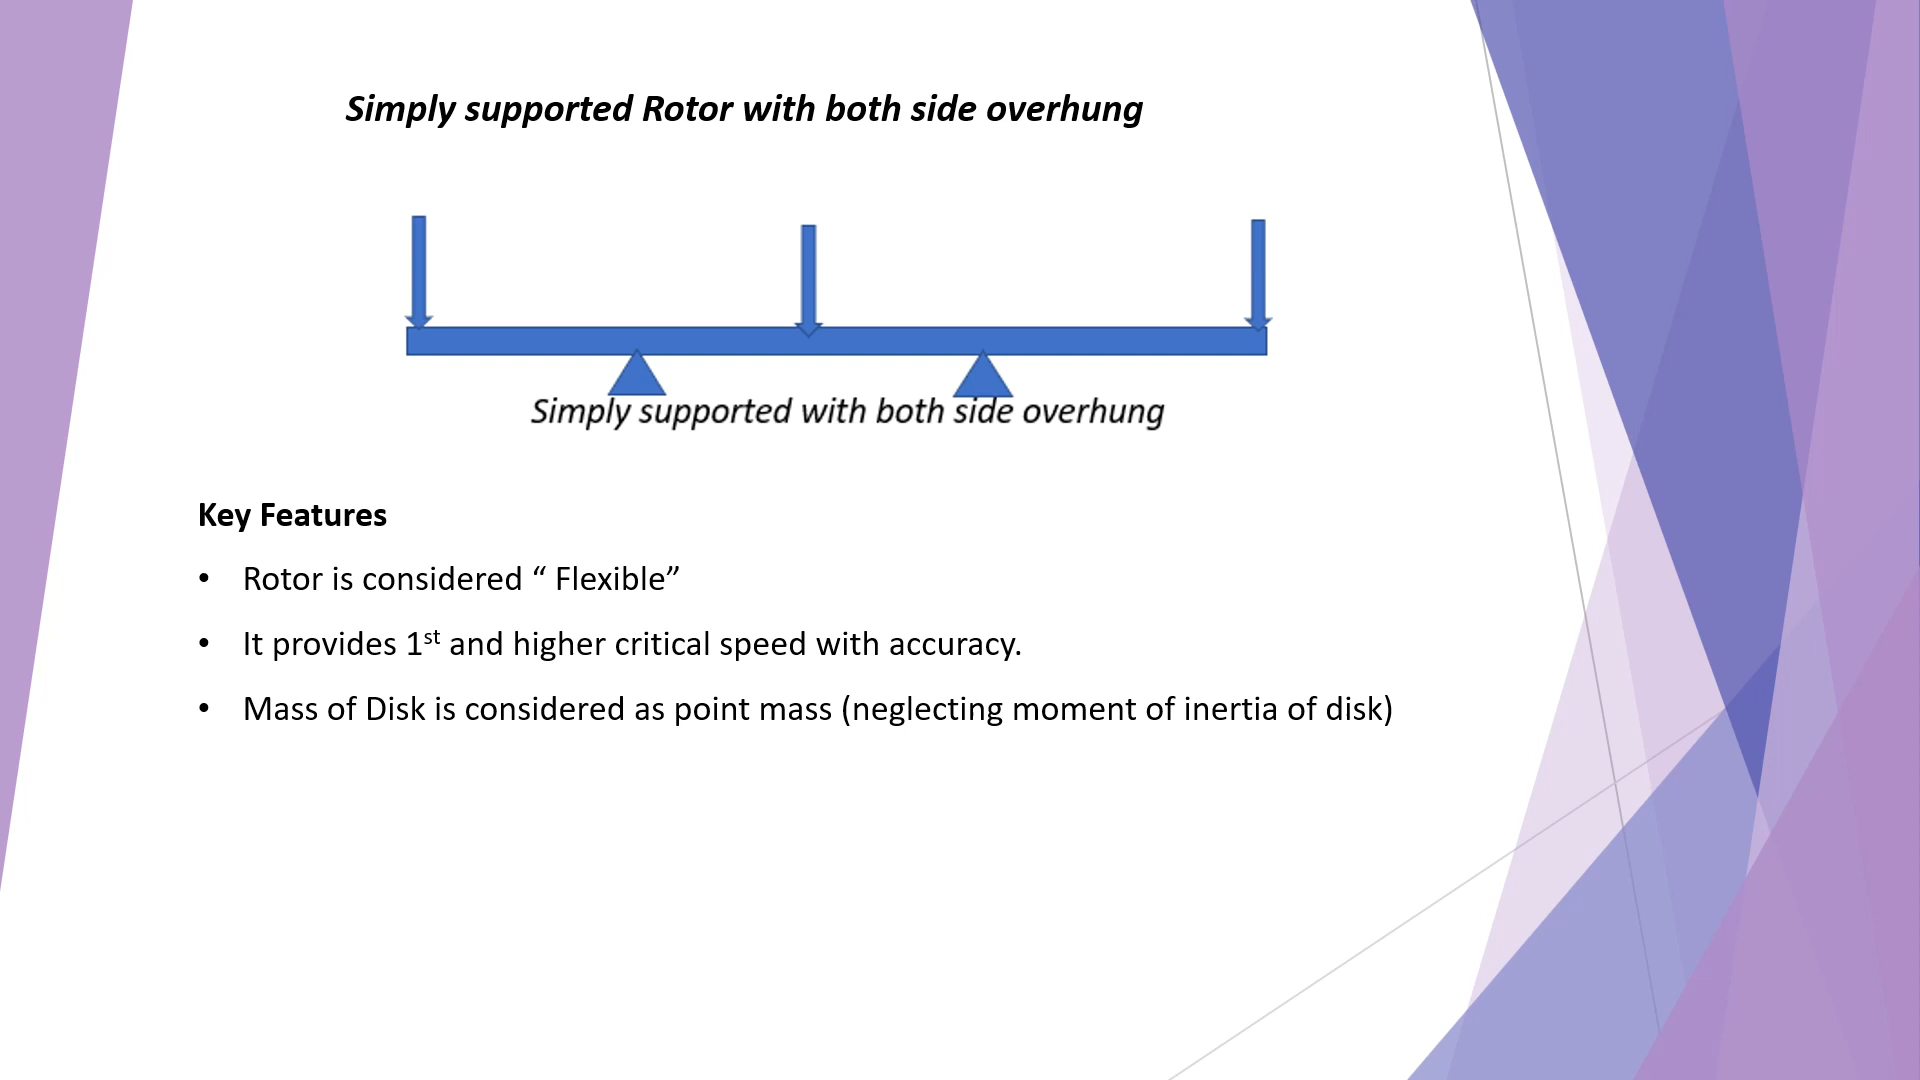 Simply supported Rotor with both side overhung
Simply supported with both side overhung
Key Features
• Rotor is considered “ Flexible”
• It provides 1st and higher critical speed with accuracy.
• Mass of Disk is considered as point mass (neglecting moment of inertia of disk)